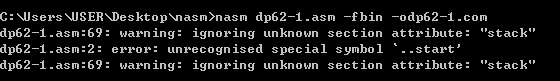 C:\Users\USER\Desktop\nasm>nasm dp62-1.asm -fbin -odp62-1.com
dp62-1.asm:69: warning: ignoring unknown section attribute: "stack"
dp62-1.asm:2: error: unrecognised special symbol `..start'
dp62-1.asm:69: warning: ignoring unknown section attribute: "stack"